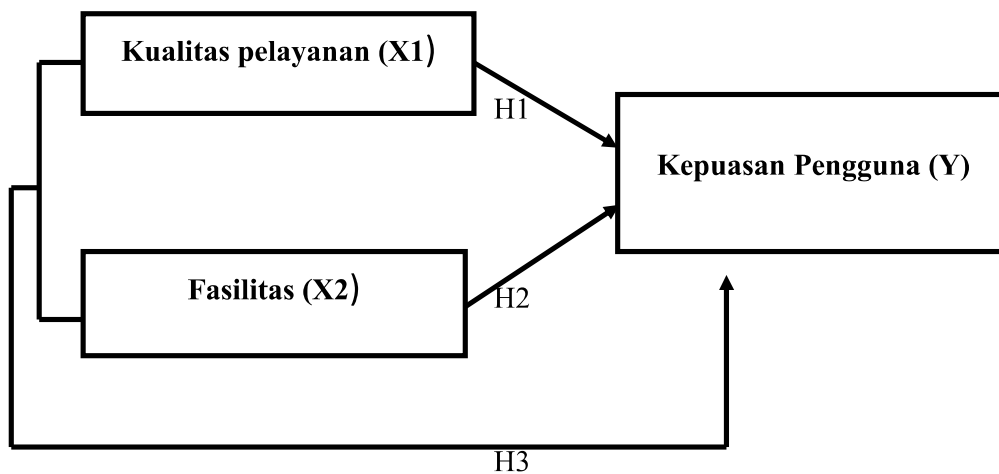 Kualitas pelayanan (X1)
H1
Kepuasan Pengguna (Y)
Fasilitas (X2)
H2
H3